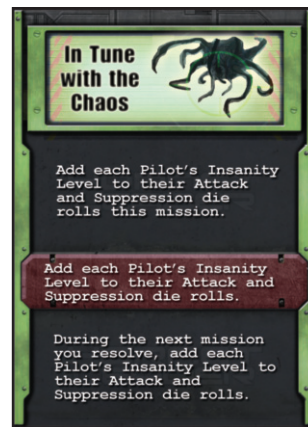 In Tune
with the
Chaos
Add each Pilot's Insanity
Level to their Attack
and Suppression die
rolls this mission.
Add each Pilot's Insanity
Level to their Attack and
Suppression die rolls.
During the next mission
you resolve, add each
Pilot's Insanity Level to
their Attack and
Suppression die rolls.